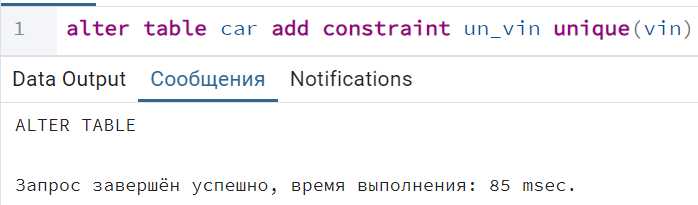 1 alter table car add constraint un_vin unique(vin)
Data Output Сообщения Notifications
ALTER TABLE
Запрос завершён успешно, время выполнения: 85 msec.